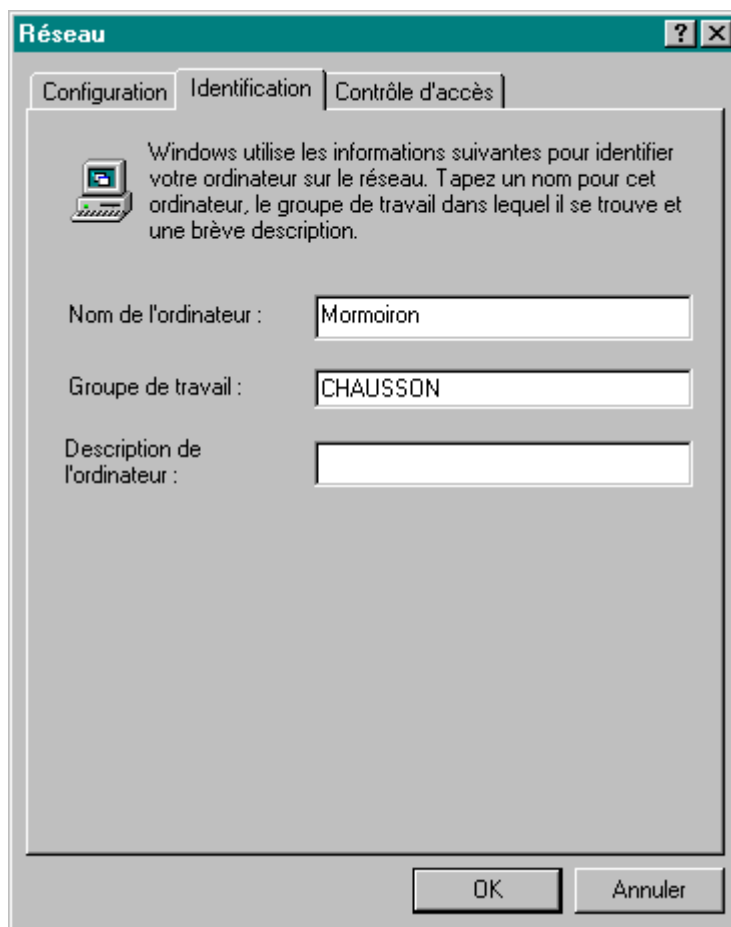 Réseau
Configuration Identification Contrôle d'accès
Windows utilise les informations suivantes pour identifier
votre ordinateur sur le réseau. Tapez un nom pour cet
ordinateur, le groupe de travail dans lequel il se trouve et
une brève description.
Nom de l'ordinateur : Mormoiron
Groupe de travail : CHAUSSON
Description de
l'ordinateur :
OK Annuler